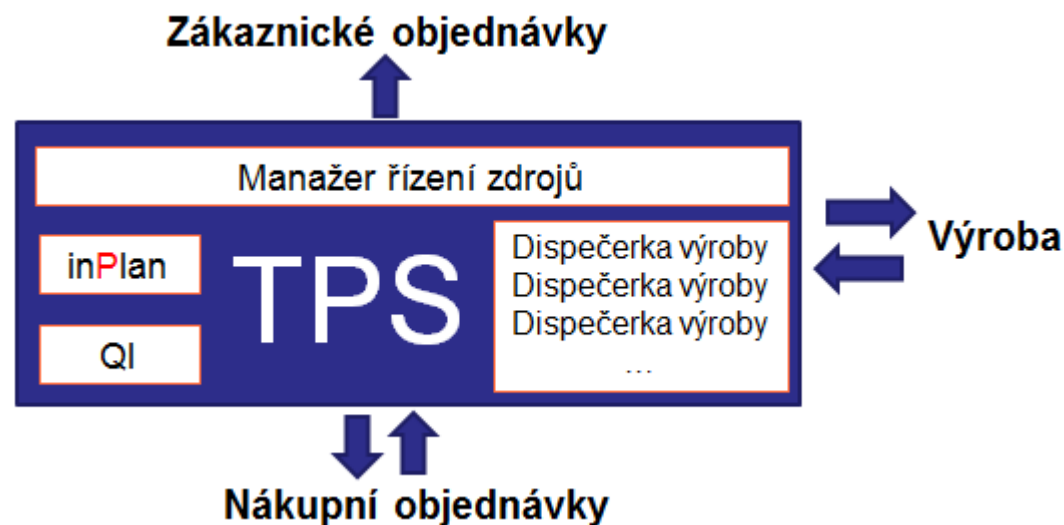 Zákaznické objednávky
Manažer řízení zdrojů
inPlan
QI
TPS
Dispečerka výroby
Dispečerka výroby
Dispečerka výroby
...
Výroba
Nákupní objednávky